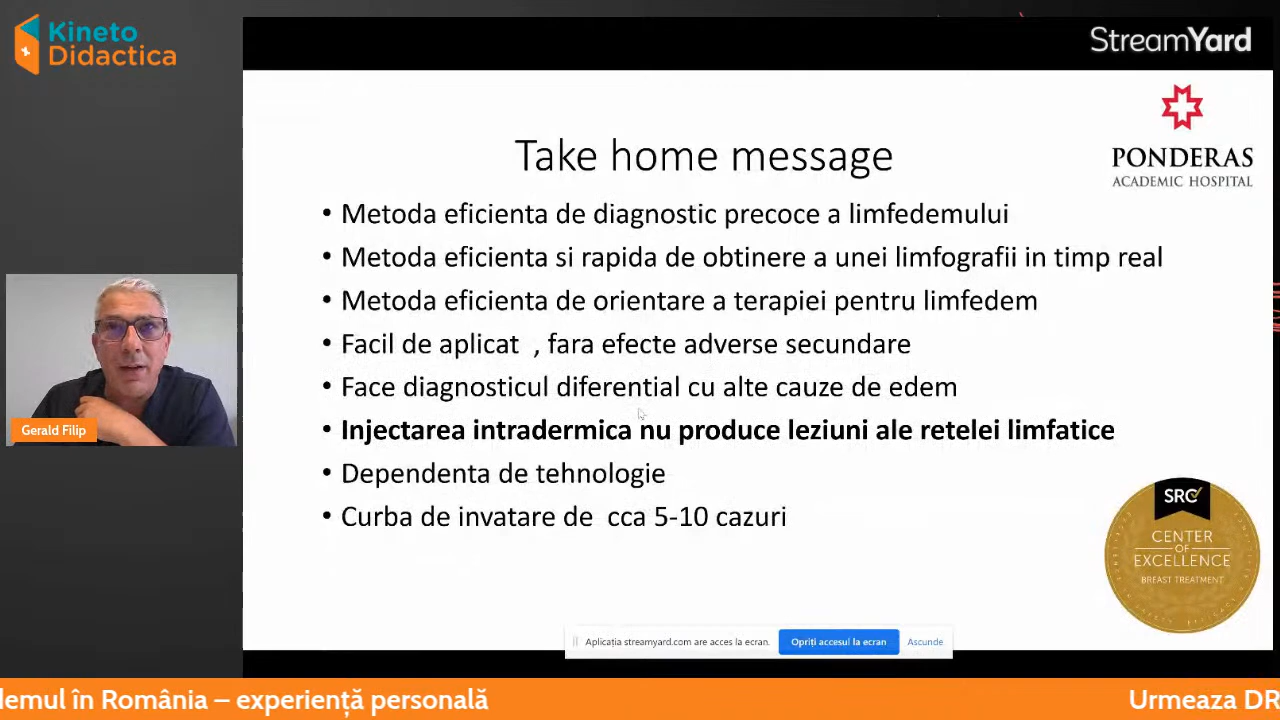 Kineto
Didactica
StreamYard
PONDERAS
ACADEMIC HOSPITAL
Take home message
• Metoda eficienta de diagnostic precoce a limfedemului
• Metoda eficienta si rapida de obtinere a unei limfografii in timp real
• Metoda eficienta de orientare a terapiei pentru limfedem
• Facil de aplicat , fara efecte adverse secundare
• Face diagnosticul diferential cu alte cauze de edem
• Injectarea intradermica nu produce leziuni ale retelei limfatice
• Dependenta de tehnologie
• Curba de invatare de cca 5-10 cazuri
Gerald Filip
SRC
CENTER
OF
EXCELLENCE
BREAST TREATMENT
Aplicația streamyard.com are acces la ecran.
Opriți accesul la ecran
Ascunde
demul în România – experiență personală
Urmeaza DR